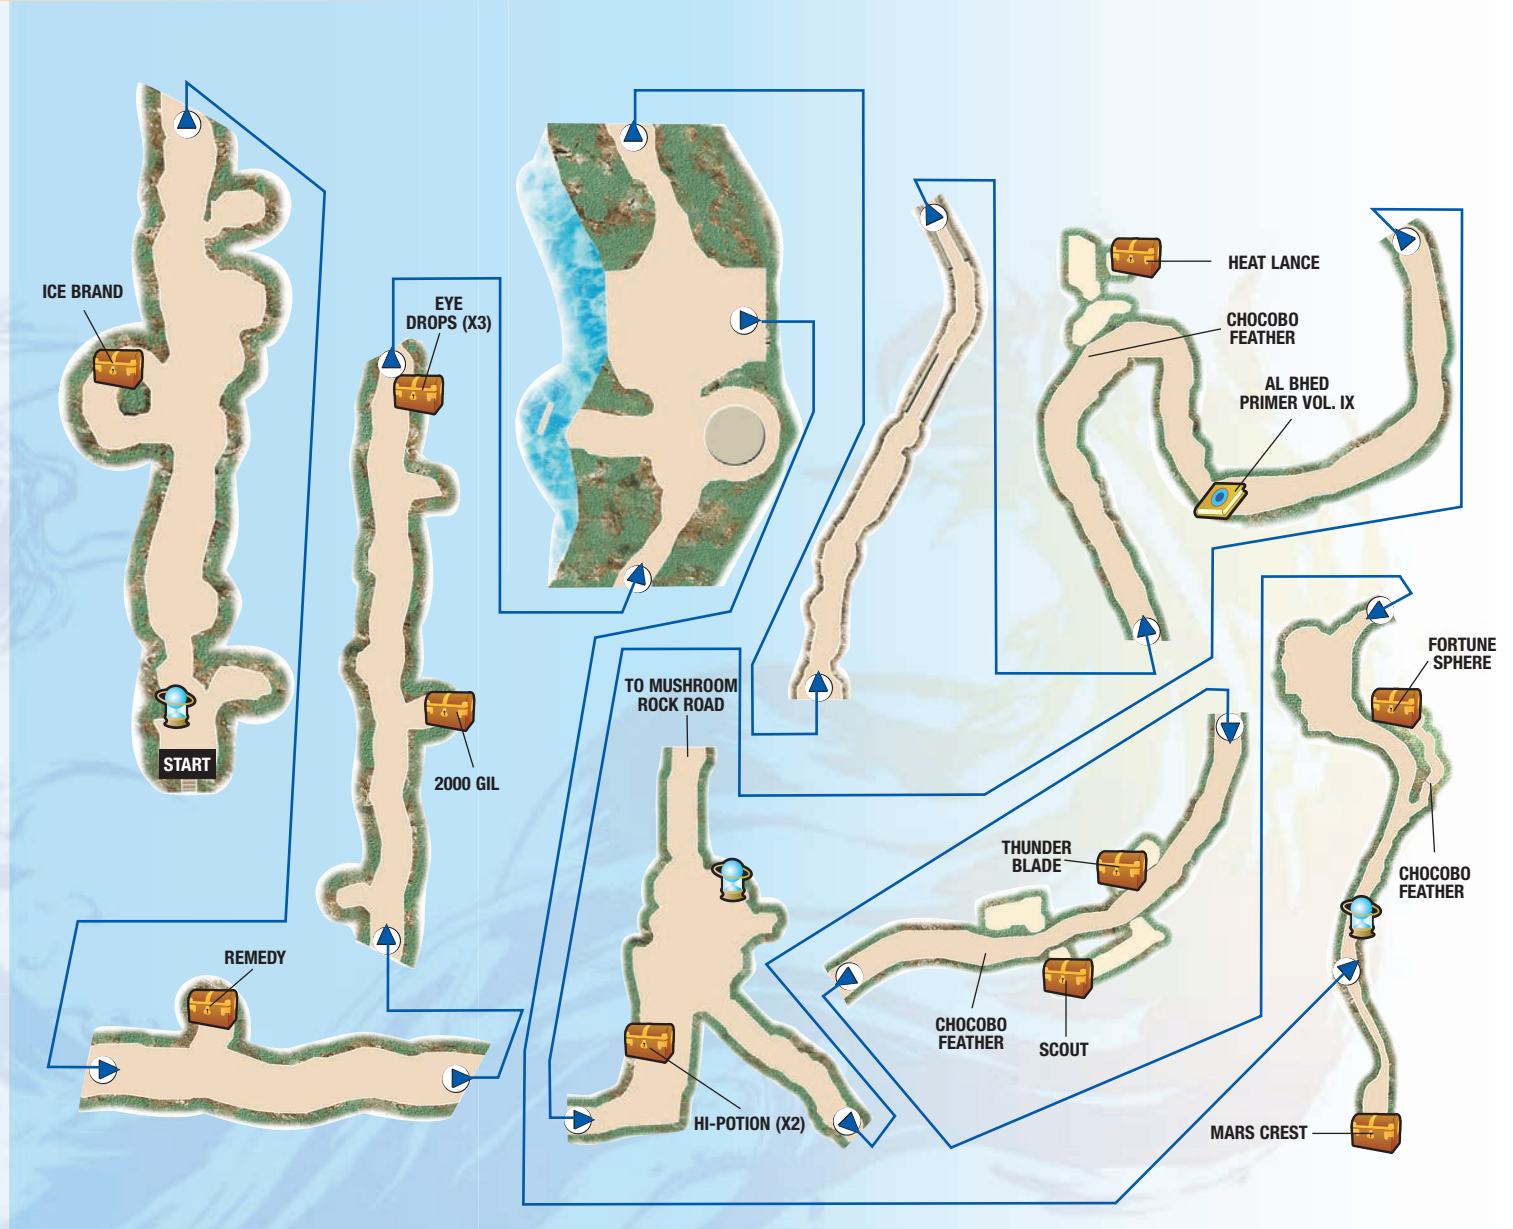 ICE BRAND
EYE
DROPS (X3)
HEAT LANCE
CHOCOBO
FEATHER
AL BHED
PRIMER VOL. IX
TO MUSHROOM
ROCK ROAD
FORTUNE
SPHERE
START
2000 GIL
THUNDER
BLADE
CHOCOBO
FEATHER
REMEDY
CHOCOBO
FEATHER
SCOUT
HI-POTION (X2)
MARS CREST